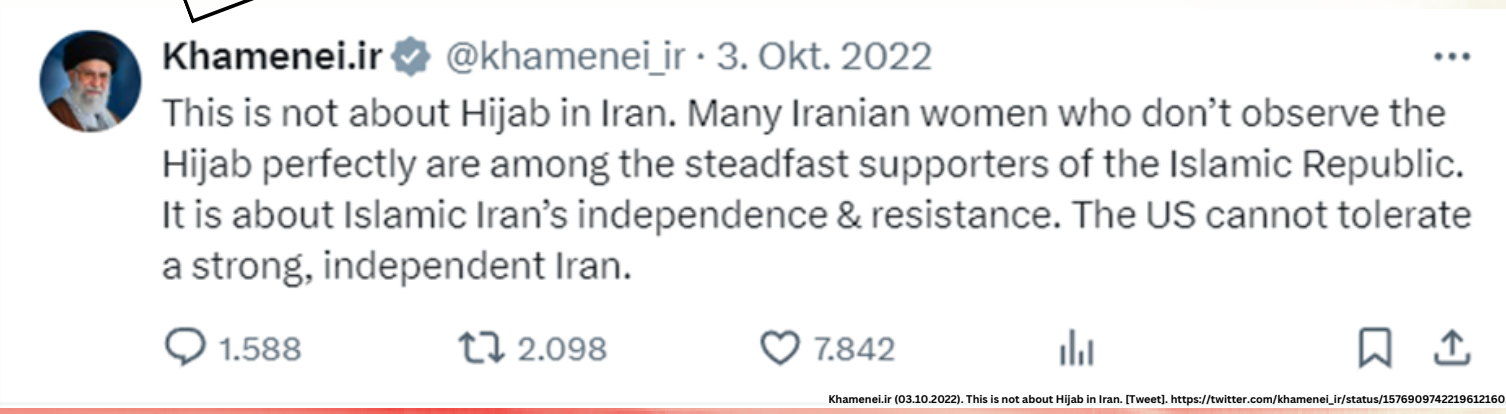 Khamenei.ir @khamenei_ir · 3. Okt. 2022
This is not about Hijab in Iran. Many Iranian women who don’t observe the
Hijab perfectly are among the steadfast supporters of the Islamic Republic.
It is about Islamic Iran’s independence & resistance. The US cannot tolerate
a strong, independent Iran.
1.588 2.098 7.842
Khamenei.ir (03.10.2022). This is not about Hijab in Iran. [Tweet]. https://twitter.com/khamenei_ir/status/1576909742219612160